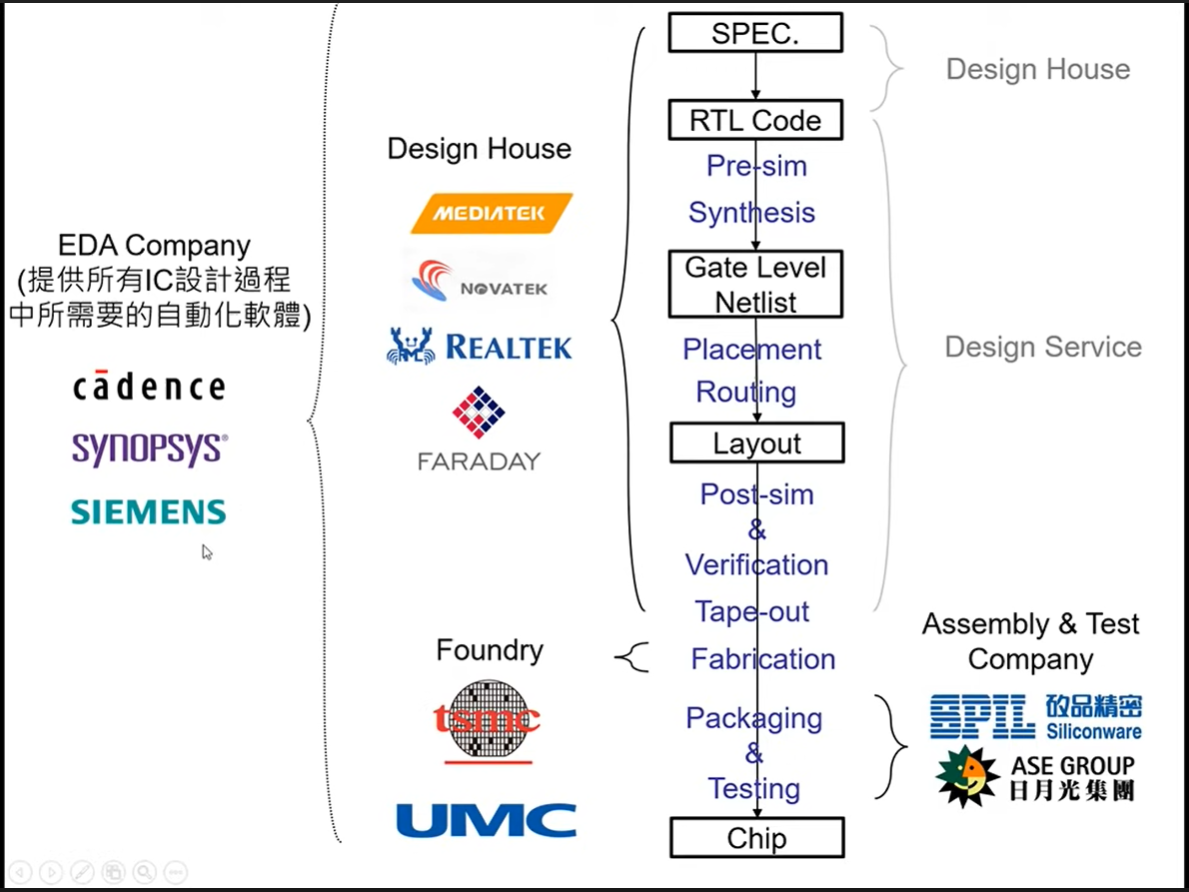 EDA Company
(提供所有IC設計過程
中所需要的自動化軟體)
cādence
SYNOPSYS®
SIEMENS
Design House
MEDIATEK
NOVATEK
REALTEK
FARADAY
Foundry
tsmc
UMC
SPEC.
RTL Code
Pre-sim
Synthesis
Gate Level
Netlist
Placement
Routing
Layout
Post-sim
&
Verification
Tape-out
Fabrication
Packaging
&
Testing
Chip
Design House
Design Service
Assembly & Test
Company
SPIL 矽品精密
Siliconware
ASE GROUP
日月光集團